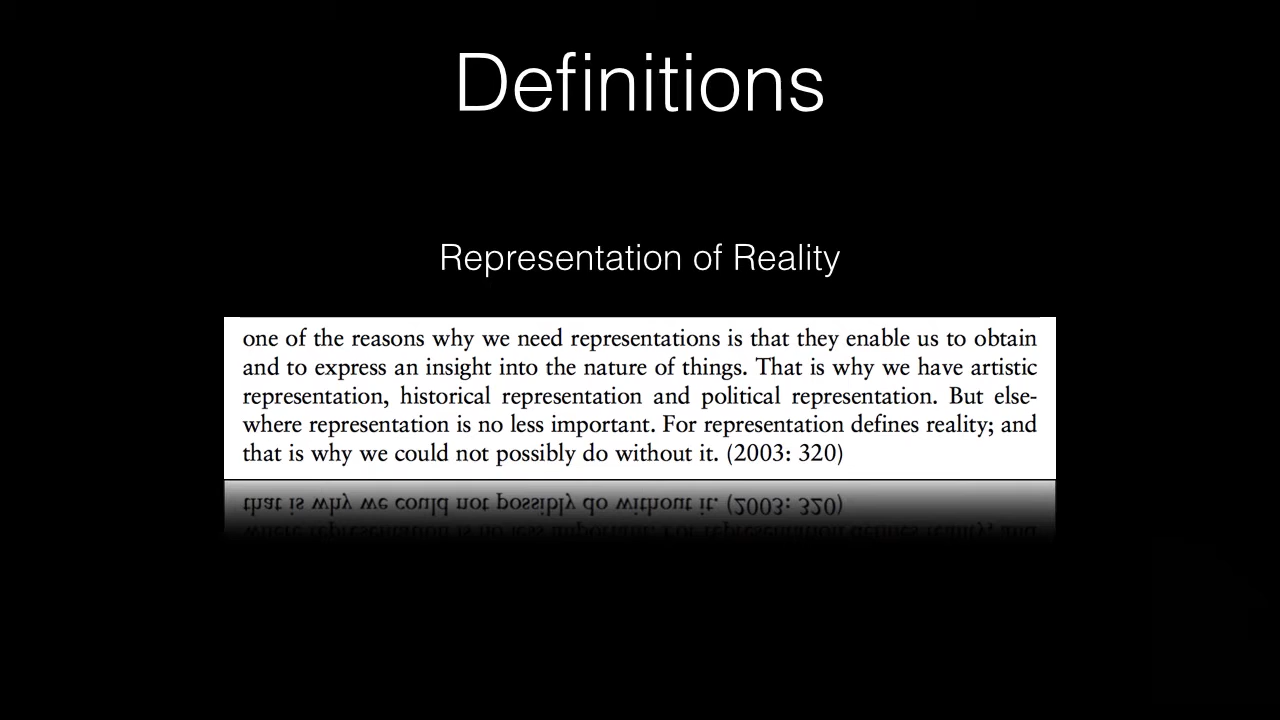 Definitions
Representation of Reality
one of the reasons why we need representations is that they enable us to obtain
and to express an insight into the nature of things. That is why we have artistic
representation, historical representation and political representation. But else-
where representation is no less important. For representation defines reality; and
that is why we could not possibly do without it. (2003: 320)